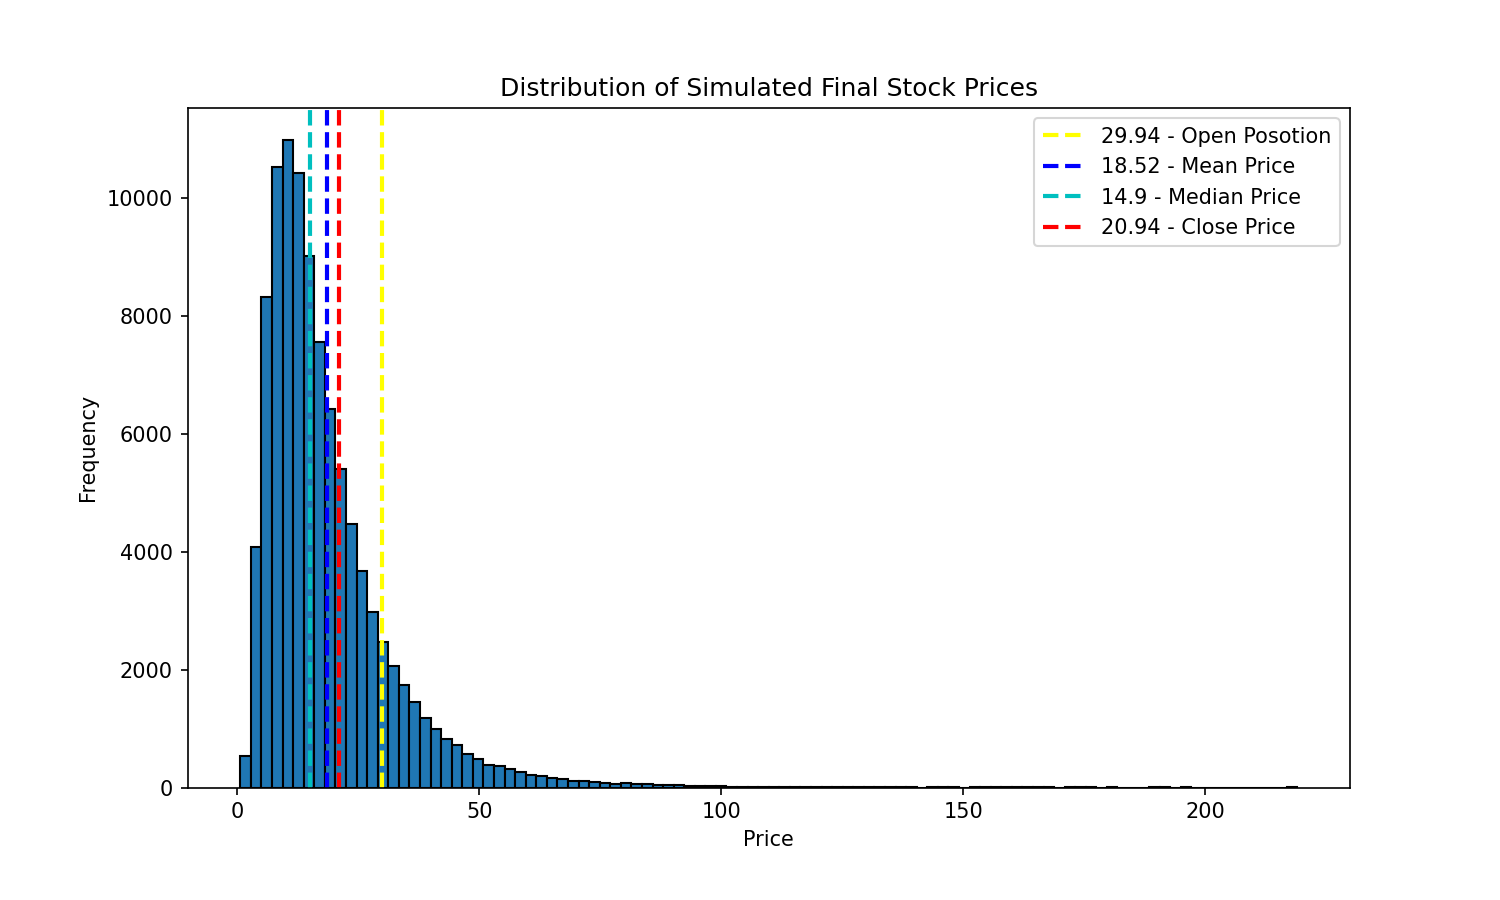 Distribution of Simulated Final Stock Prices
29.94 - Open Posotion
18.52 - Mean Price
14.9 - Median Price
20.94 - Close Price
10000
8000
6000
4000
2000
0
Frequency
0 50 100 150 200
Price